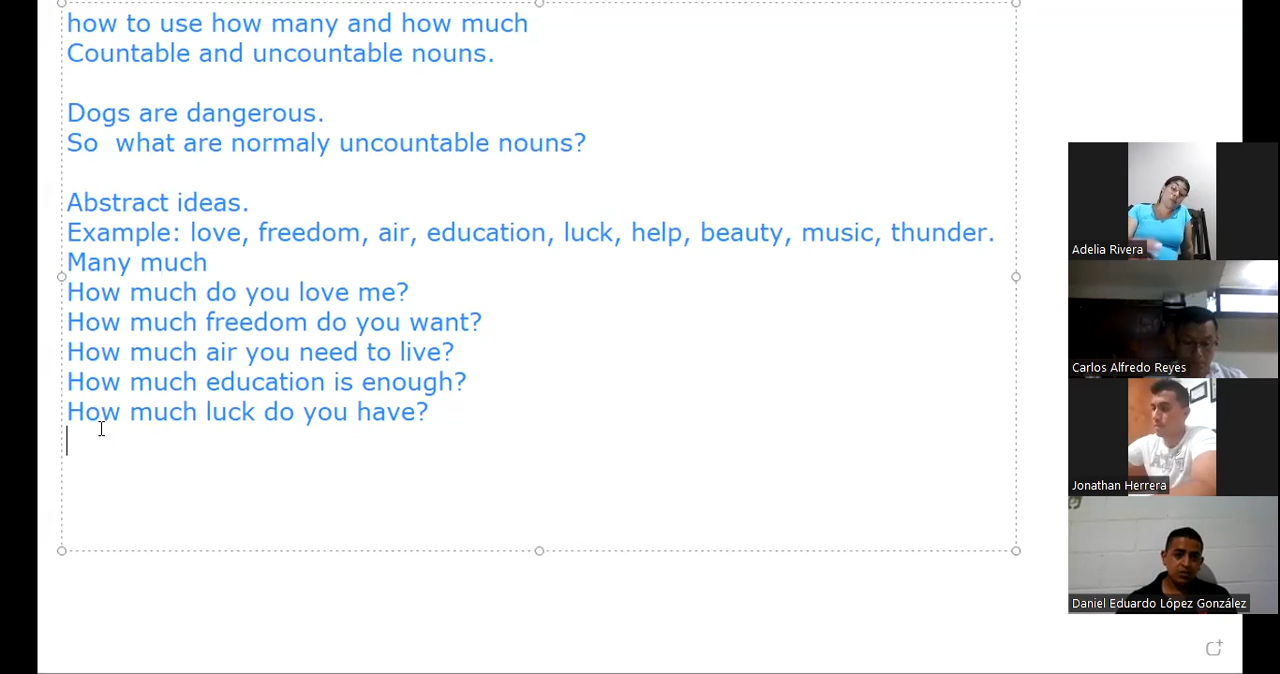 how to use how many and how much
Countable and uncountable nouns.
Dogs are dangerous.
So  what are normaly uncountable nouns?
Abstract ideas.
Example: love, freedom, air, education, luck, help, beauty, music, thunder.
Many much
How much do you love me?
How much freedom do you want?
How much air you need to live?
How much education is enough?
How much luck do you have?
Adelia Rivera
Carlos Alfredo Reyes
Jonathan Herrera
Daniel Eduardo López González